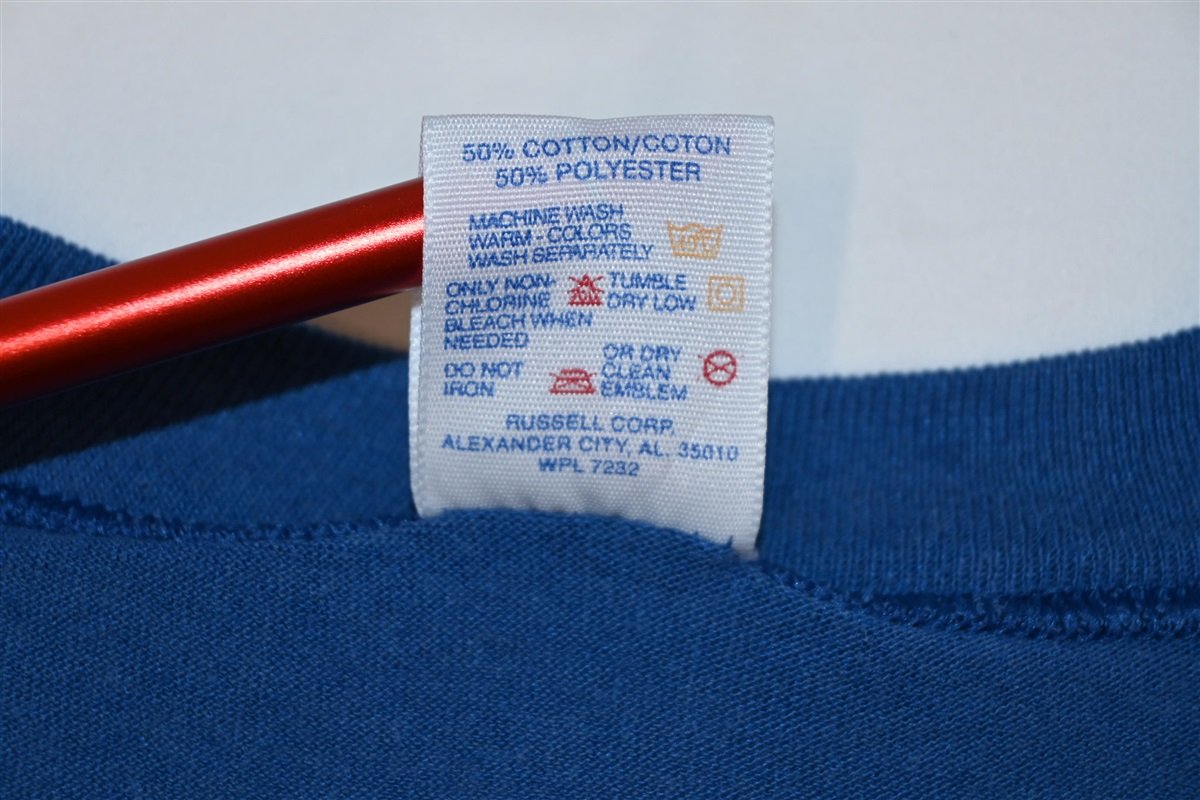 50% COTTON/COTON
50% POLYESTER
MACHINE WASH
WARM - COLORS
WASH SEPARATELY
ONLY NON-
CHLORINE
BLEACH WHEN
NEEDED
TUMBLE
DRY LOW
DO NOT
IRON
OR DRY
CLEAN
EMBLEM
RUSSELL CORP.
ALEXANDER CITY, AL. 35010
WPL 7232